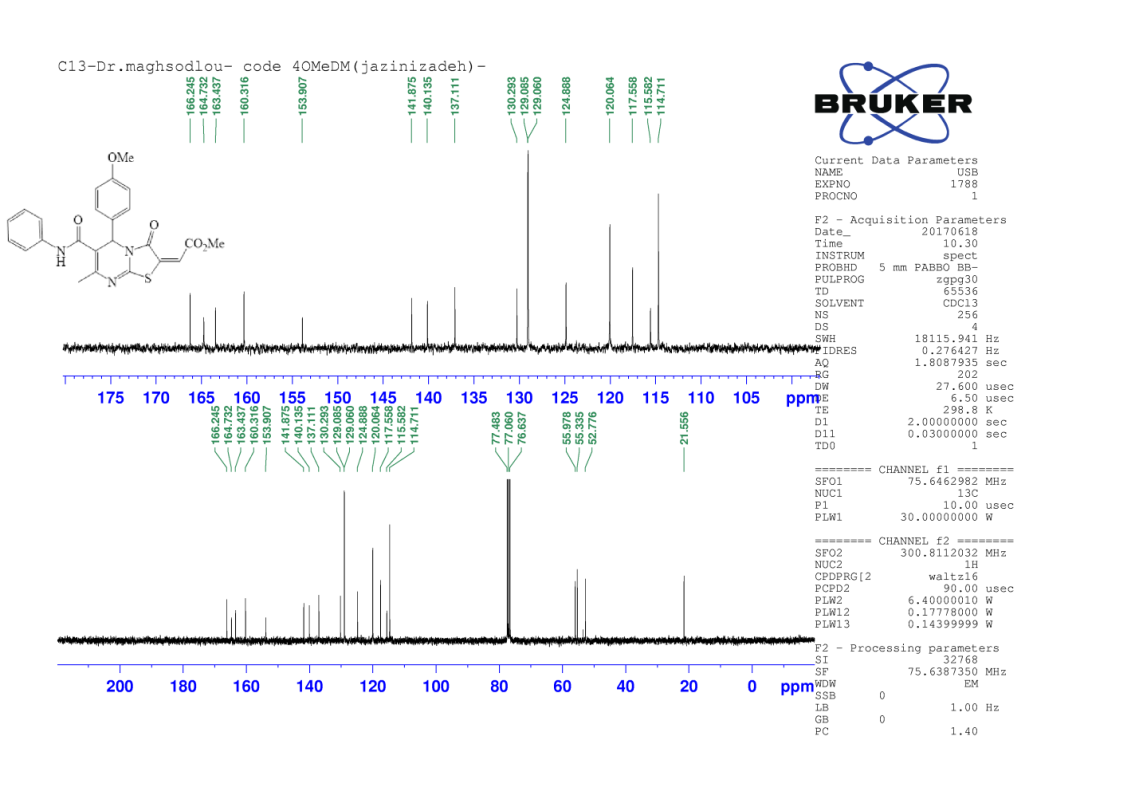 C13-Dr.maghsodlou- code 4OMeDM(jazinizadeh)-
166.245
164.732
163.437
160.316
153.907
141.875
140.135
137.111
130.293
129.085
129.060
124.888
120.064
117.558
115.582
114.711
OMe
O
N
H
N
O
CO2Me
N
S
175 170 165 160 155 150 145 140 135 130 125 120 115 110 105 ppm
166.245
164.732
163.437
160.316
153.907
141.875
140.135
137.111
130.293
129.085
129.060
124.888
120.064
117.558
115.582
114.711
77.483
77.060
76.637
55.978
55.335
52.776
21.556
200 180 160 140 120 100 80 60 40 20 0 ppm
BRUKER
Current Data Parameters
NAME USB
EXPNO 1788
PROCNO 1
F2 - Acquisition Parameters
Date_ 20170618
Time 10.30
INSTRUM spect
PROBHD 5 mm PABBO BB-
PULPROG zgpg30
TD 65536
SOLVENT CDCl3
NS 256
DS 4
SWH 18115.941 Hz
FIDRES 0.276427 Hz
AQ 1.8087935 sec
RG 202
DW 27.600 usec
DE 6.50 usec
TE 298.8 K
D1 2.00000000 sec
D11 0.03000000 sec
TD0 1
======== CHANNEL f1 ========
SFO1 75.6462982 MHz
NUC1 13C
P1 10.00 usec
PLW1 30.00000000 W
======== CHANNEL f2 ========
SFO2 300.8112032 MHz
NUC2 1H
CPDPRG[2 waltz16
PCPD2 90.00 usec
PLW2 6.40000010 W
PLW12 0.17778000 W
PLW13 0.14399999 W
F2 - Processing parameters
SI 32768
SF 75.6387350 MHz
WDW EM
SSB 0
LB 1.00 Hz
GB 0
PC 1.40